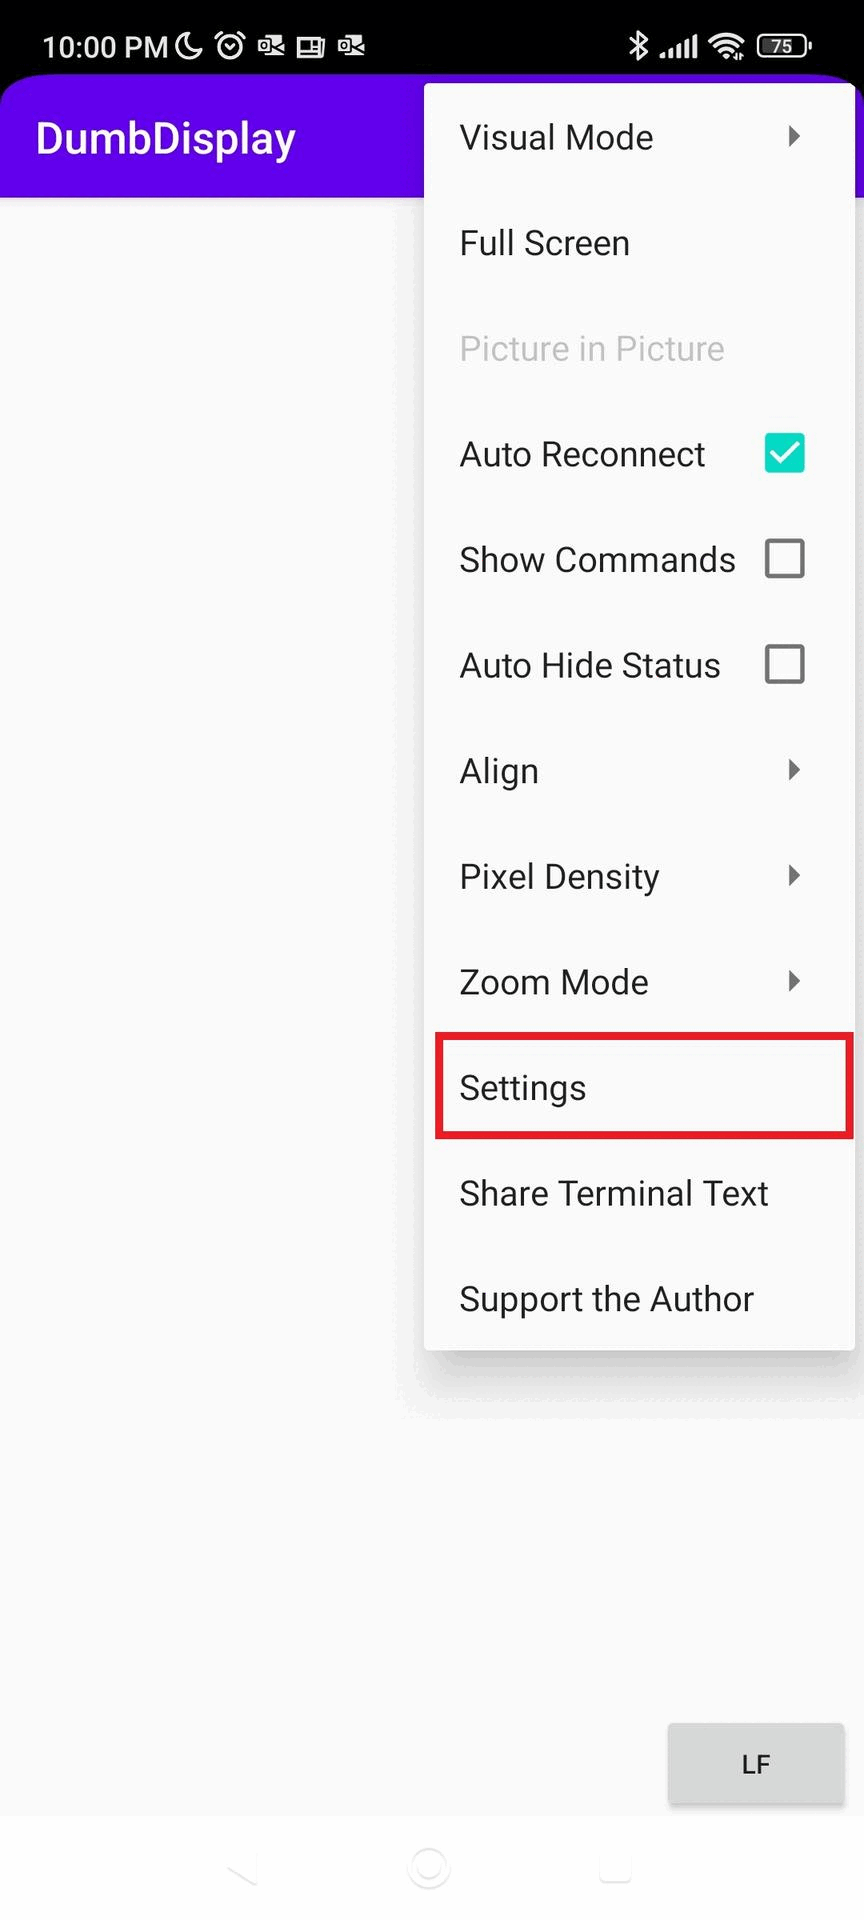 10:00 PM
75
DumbDisplay
Visual Mode
Full Screen
Picture in Picture
Auto Reconnect
Show Commands
Auto Hide Status
Align
Pixel Density
Zoom Mode
Settings
Share Terminal Text
Support the Author
LF